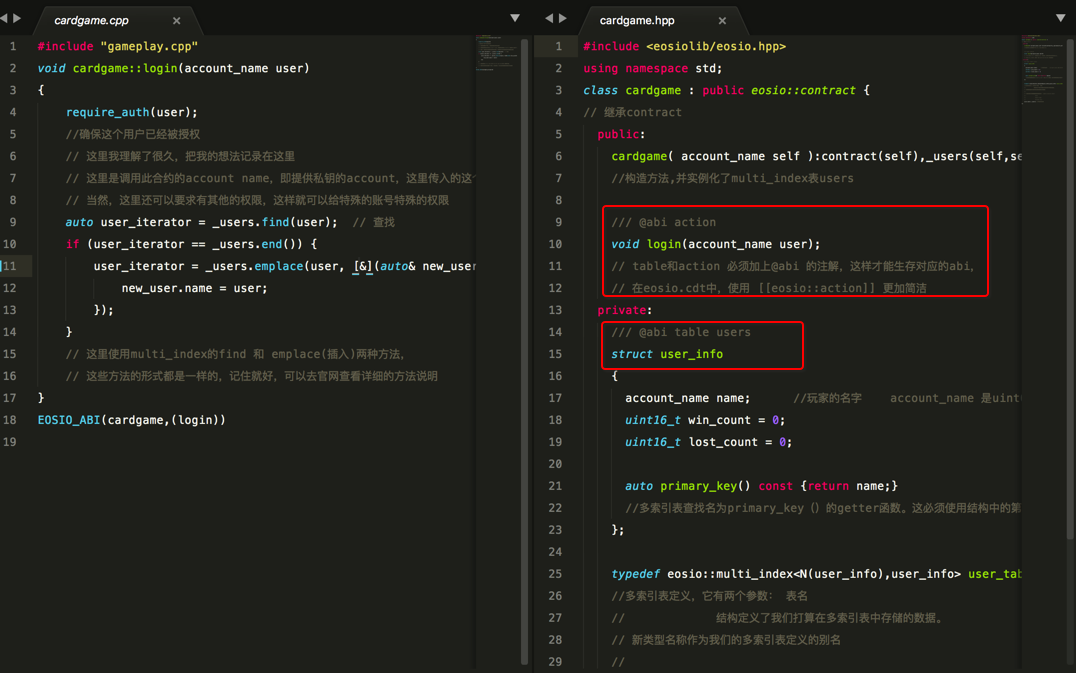 cardgame.cpp
1 #include "gameplay.cpp"
2 void cardgame::login(account_name user)
3 {
4 require_auth(user);
5 //确保这个用户已经被授权
6 // 这里我理解了很久，把我的想法记录在这里
7 // 这里是调用此合约的account name，即提供私钥的account，这里传入的这
8 // 当然，这里还可以要求有其他的权限，这样就可以给特殊的账号特殊的权限
9 auto user_iterator = _users.find(user); // 查找
10 if (user_iterator == _users.end()) {
11 user_iterator = _users.emplace(user, [&](auto& new_user
12 new_user.name = user;
13 });
14 }
15 // 这里使用multi_index的find 和 emplace(插入)两种方法，
16 // 这些方法的形式都是一样的，记住就好，可以去官网查看详细的方法说明
17 }
18 EOSIO_ABI(cardgame,(login))
19
cardgame.hpp
1 #include <eosiolib/eosio.hpp>
2 using namespace std;
3 class cardgame : public eosio::contract {
4 // 继承contract
5 public:
6 cardgame( account_name self ):contract(self),_users(self,se
7 //构造方法,并实例化了multi_index表users
8
9 /// @abi action
10 void login(account_name user);
11 // table和action 必须加上@abi 的注解，这样才能生存对应的abi，
12 // 在eosio.cdt中，使用 [[eosio::action]] 更加简洁
13 private:
14 /// @abi table users
15 struct user_info
16 {
17 account_name name; //玩家的名字 account_name 是uint
18 uint16_t win_count = 0;
19 uint16_t lost_count = 0;
20
21 auto primary_key() const {return name;}
22 //多索引表查找名为primary_key（）的getter函数。这必须使用结构中的第
23 };
24
25 typedef eosio::multi_index<N(user_info),user_info> user_tab
26 //多索引表定义，它有两个参数： 表名
27 // 结构定义了我们打算在多索引表中存储的数据。
28 // 新类型名称作为我们的多索引表定义的别名
29 //